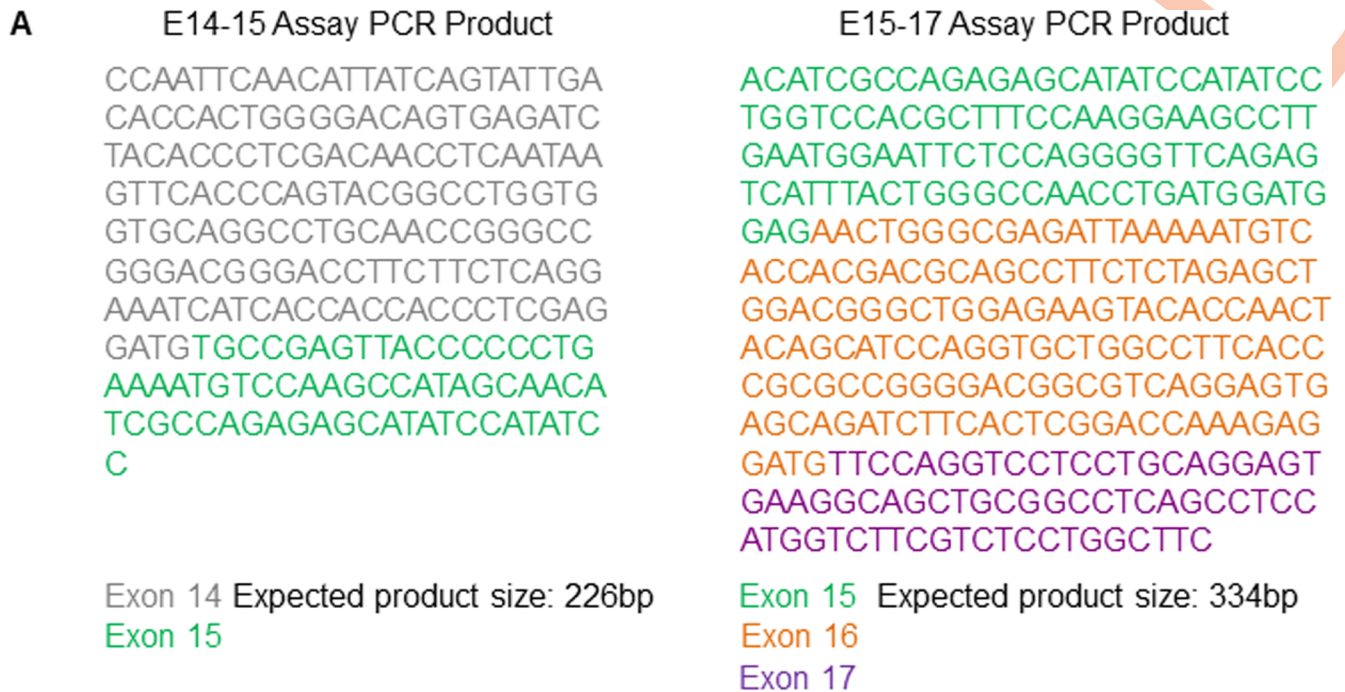 A
E14-15 Assay PCR Product
CCAATTCAACATTATCAGTATTGA
CACCACTGGGGACAGTGAGATC
TACACCCTCGACAACCTCAATAA
GTTCACCCAGTACGGCCTGGTG
GTGCAGGCCTGCAACCGGGCC
GGGACGGGACCTTCTTCTCAGG
AAATCATCACCACCACCCTCGAG
GATGTGCCGAGTTACCCCCCTG
AAAATGTCCAAGCCATAGCAACA
TCGCCAGAGAGCATATCCATATC
C
Exon 14 Expected product size: 226bp
Exon 15
E15-17 Assay PCR Product
ACATCGCCAGAGAGCATATCCATATCC
TGGTCCACGCTTTCCAAGGAAGCCTT
GAATGGAATTCTCCAGGGGTTCAGAG
TCATTTACTGGGCCAACCTGATGGATG
GAGAACTGGGCGAGATTAAAAATGTC
ACCACGACGCAGCCTTCTCTAGAGCT
GGACGGGCTGGAGAAGTACACCAACT
ACAGCATCCAGGTGCTGGCCTTCACC
CGCGCCGGGGACGGCGTCAGGAGTG
AGCAGATCTTCACTCGGACCAAAGAG
GATGTTCCAGGTCCTCCTGCAGGAGT
GAAGGCAGCTGCGGCCTCAGCCTCC
ATGGTCTTCGTCTCCTGGCTTC
Exon 15 Expected product size: 334bp
Exon 16
Exon 17